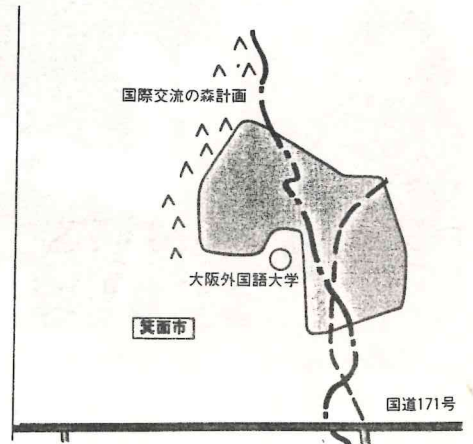 国際交流の森計画
大阪外国語大学
箕面市
国道171号